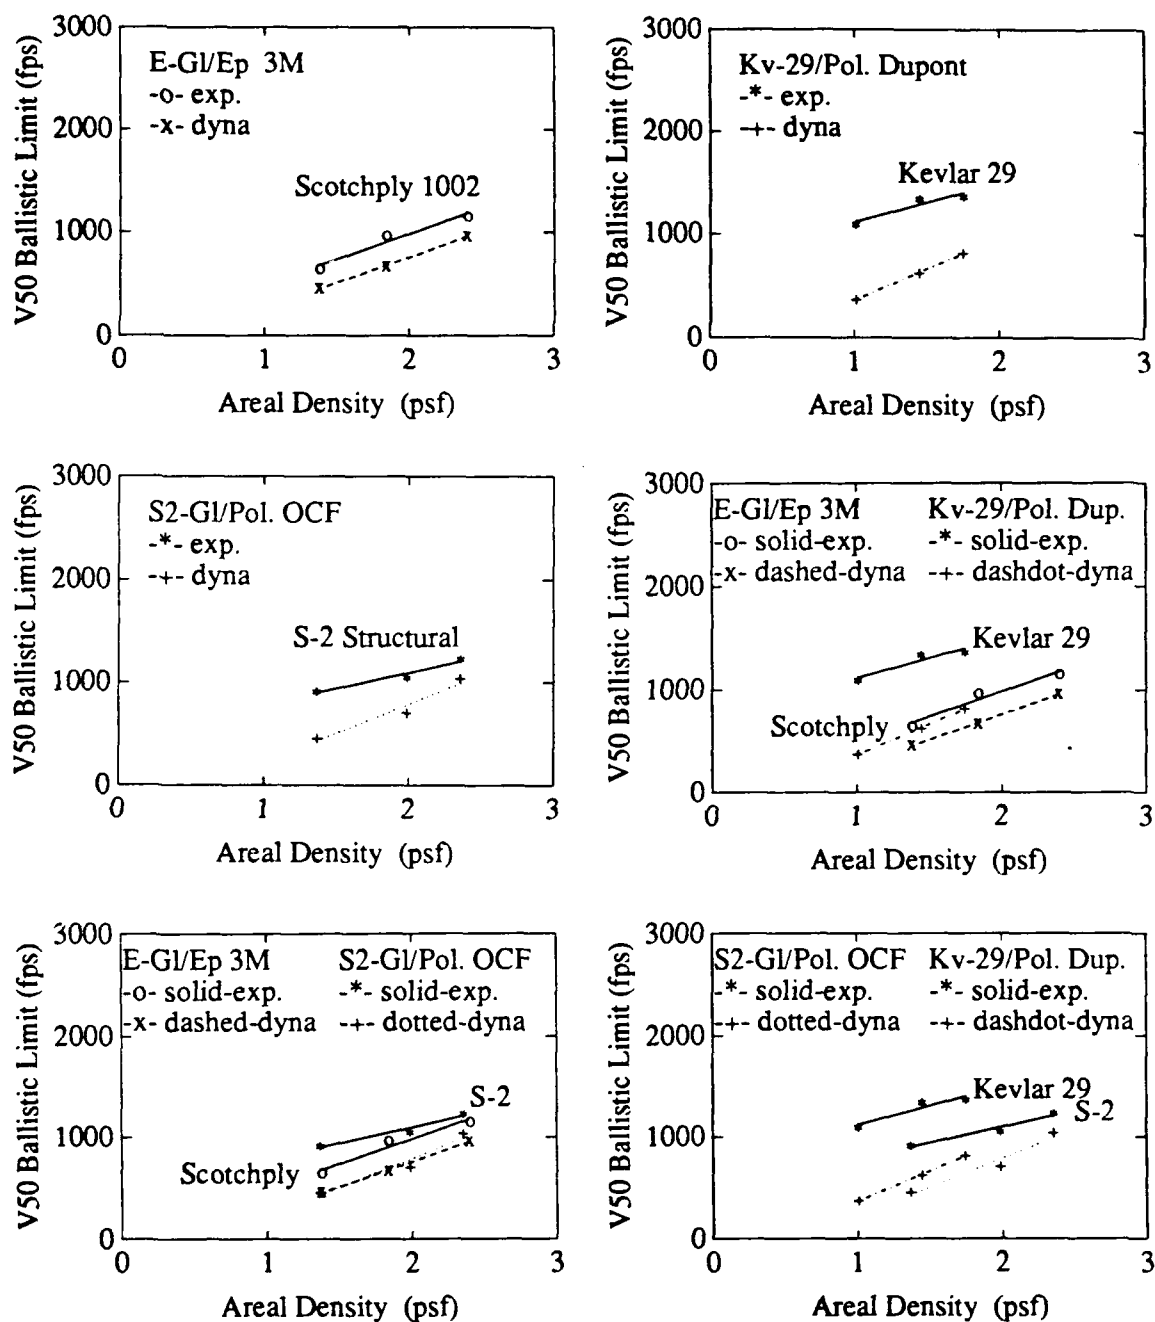 3000
2000
1000
0
V50 Ballistic Limit (fps)
E-Gl/Ep 3M
-o- exp.
-x- dyna
Scotchply 1002
0 1 2 3
Areal Density (psf)
3000
2000
1000
0
V50 Ballistic Limit (fps)
Kv-29/Pol. Dupont
-*- exp.
-+- dyna
Kevlar 29
0 1 2 3
Areal Density (psf)
3000
2000
1000
0
V50 Ballistic Limit (fps)
S2-Gl/Pol. OCF
-*- exp.
-+- dyna
S-2 Structural
0 1 2 3
Areal Density (psf)
3000
2000
1000
0
V50 Ballistic Limit (fps)
E-Gl/Ep 3M Kv-29/Pol. Dup.
-o- solid-exp. -*- solid-exp.
-x- dashed-dyna -+- dashdot-dyna
Kevlar 29
Scotchply
0 1 2 3
Areal Density (psf)
3000
2000
1000
0
V50 Ballistic Limit (fps)
E-Gl/Ep 3M S2-Gl/Pol. OCF
-o- solid-exp. -*- solid-exp.
-x- dashed-dyna -+- dotted-dyna
S-2
Scotchply
0 1 2 3
Areal Density (psf)
3000
2000
1000
0
V50 Ballistic Limit (fps)
S2-Gl/Pol. OCF Kv-29/Pol. Dup.
-*- solid-exp. -*- solid-exp.
-+- dotted-dyna -+- dashdot-dyna
Kevlar 29
S-2
0 1 2 3
Areal Density (psf)